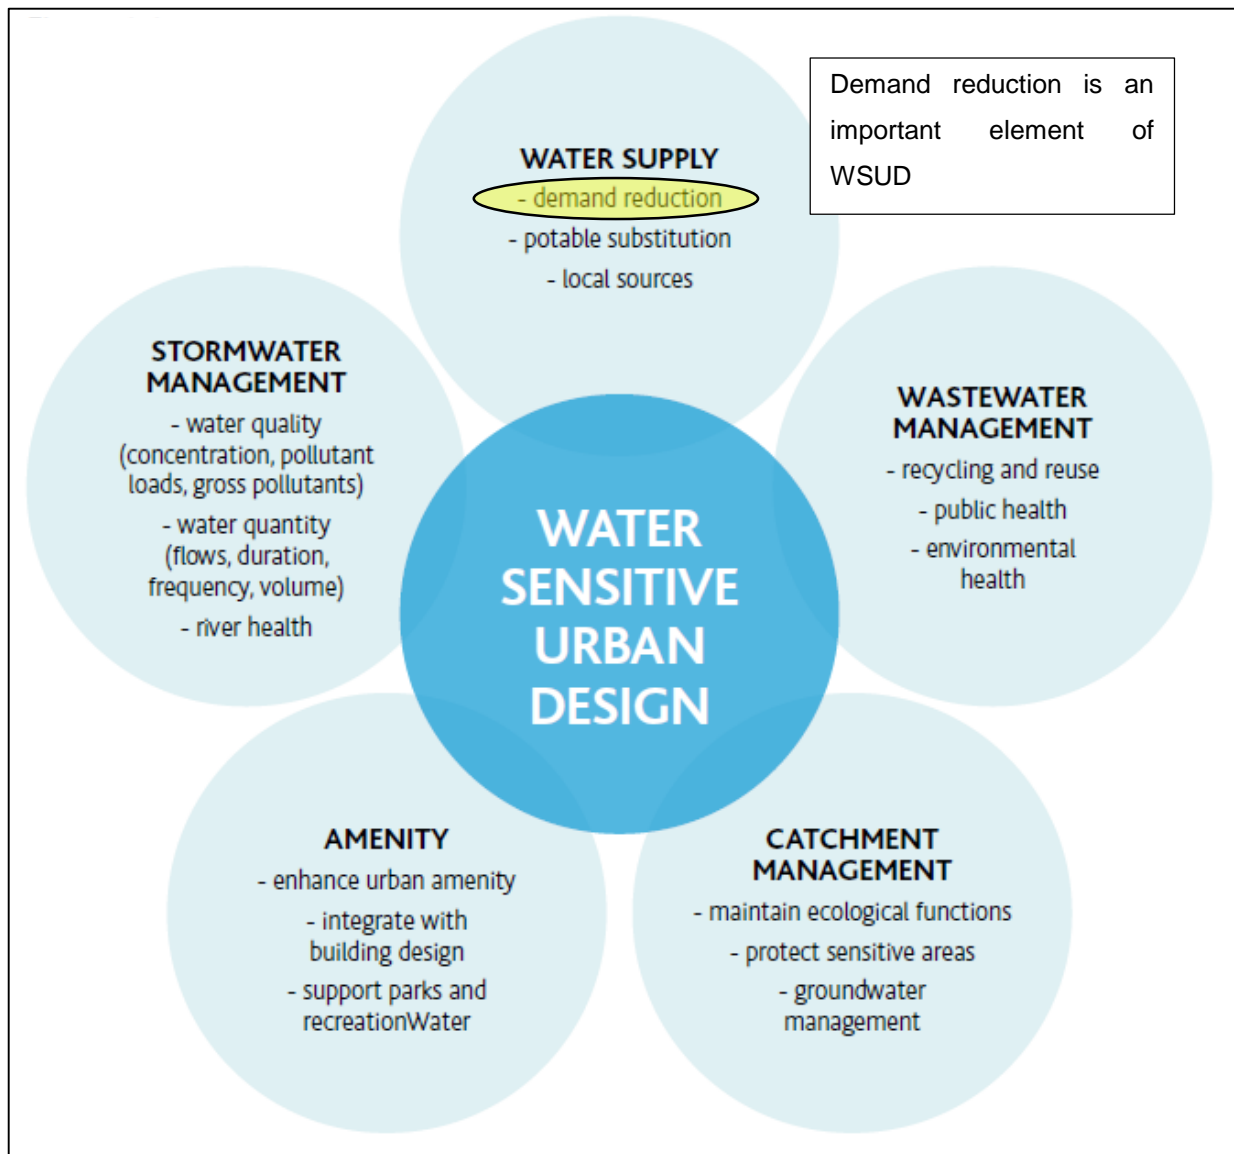 Demand reduction is an
important element of
WSUD
WATER SUPPLY
- demand reduction
- potable substitution
- local sources
STORMWATER
MANAGEMENT
- water quality
(concentration, pollutant
loads, gross pollutants)
- water quantity
(flows, duration,
frequency, volume)
- river health
WASTEWATER
MANAGEMENT
- recycling and reuse
- public health
- environmental
health
WATER
SENSITIVE
URBAN
DESIGN
AMENITY
- enhance urban amenity
- integrate with
building design
- support parks and
recreationWater
CATCHMENT
MANAGEMENT
- maintain ecological functions
- protect sensitive areas
- groundwater
management